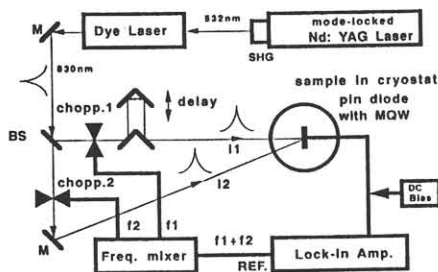 M
Dye Laser
532nm
mode-locked
Nd: YAG Laser
SHG
830nm
chopp.1
delay
sample in cryostat
pin diode
with MQW
BS
I1
chopp.2
I2
DC
Bias
f2
f1
M
Freq. mixer
f1+f2
REF.
Lock-in Amp.